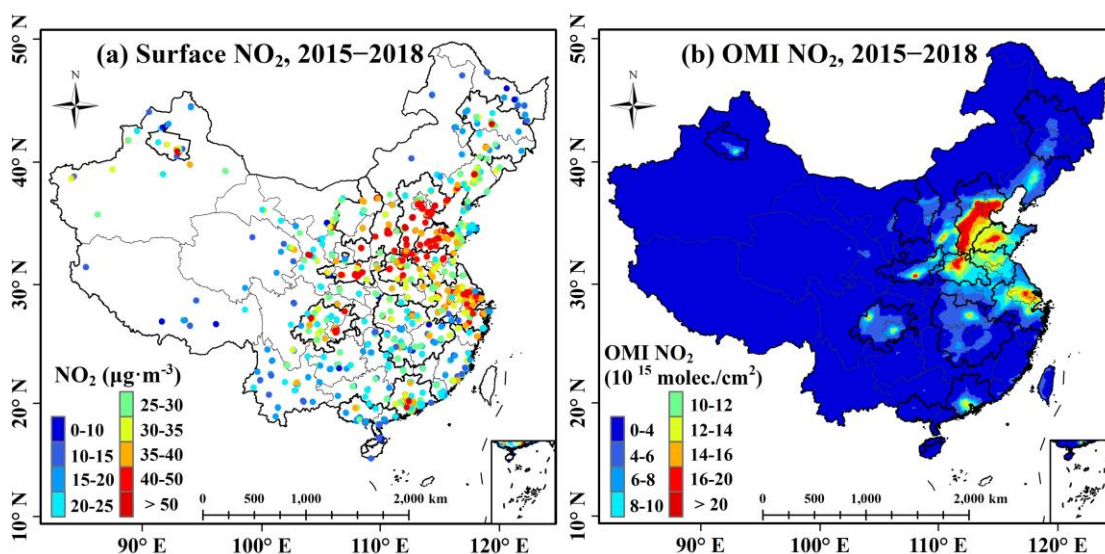 (a) Surface NO₂, 2015−2018
N
50° N
40° N
30° N
20° N
10° N
NO₂ (μg·m⁻³)
0-10
10-15
15-20
20-25
25-30
30-35
35-40
40-50
> 50
0 500 1,000 2,000 km
90° E 100° E 110° E 120° E
(b) OMI NO₂, 2015−2018
N
50° N
40° N
30° N
20° N
10° N
OMI NO₂
(10 ¹⁵ molec./cm²)
0-4
4-6
6-8
8-10
10-12
12-14
14-16
16-20
> 20
0 500 1,000 2,000 km
90° E 100° E 110° E 120° E